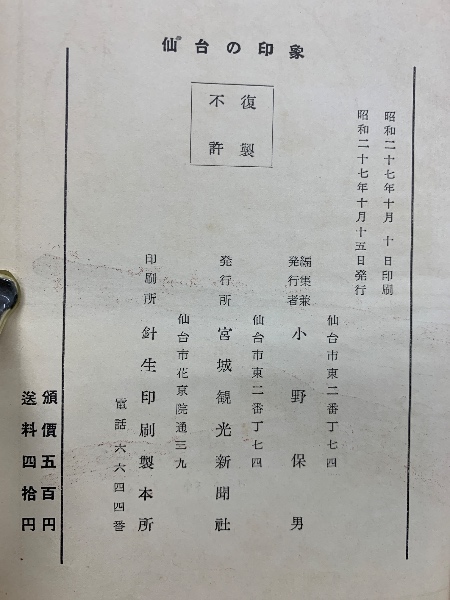 仙台の印象
復製
不許
昭和二十七年十月 十 日印刷
昭和二十七年十月十五日発行
仙台市東二番丁七四
編集兼
発行者 小野保男
仙台市東二番丁七四
発行所 宮城観光新聞社
仙台市花京院通三九
印刷所 針生印刷製本所
電話六六四四番
頒價五百円
送料四拾円